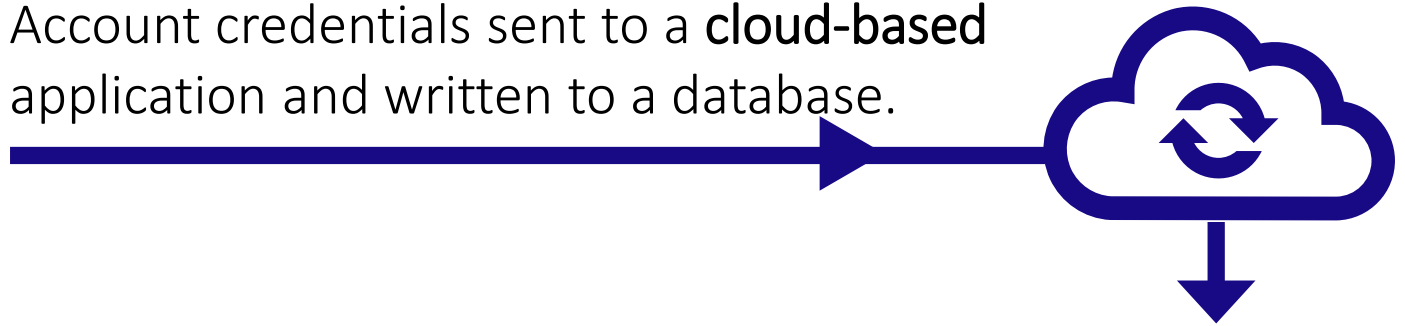 Account credentials sent to a cloud-based
application and written to a database.